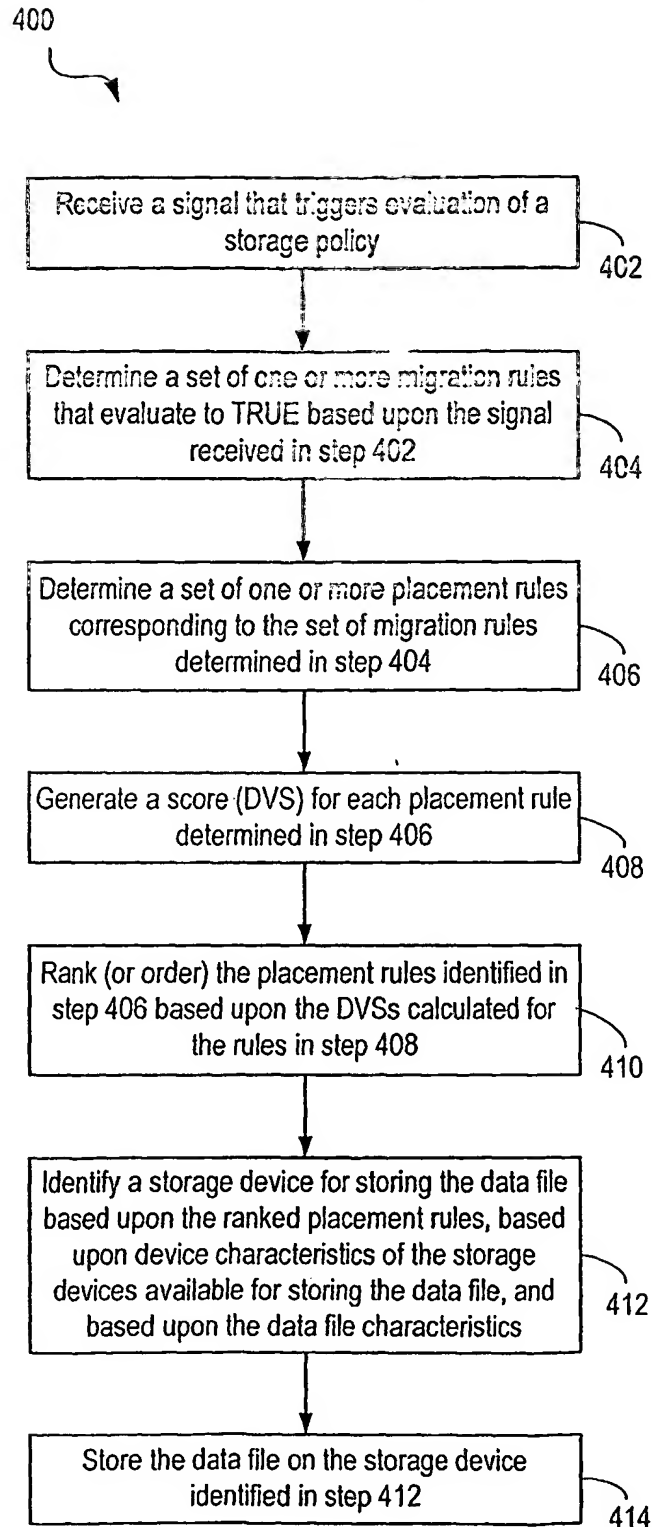 400
Receive a signal that triggers evaluation of a
storage policy
402
Determine a set of one or more migration rules
that evaluate to TRUE based upon the signal
received in step 402
404
Determine a set of one or more placement rules
corresponding to the set of migration rules
determined in step 404
406
Generate a score (DVS) for each placement rule
determined in step 406
408
Rank (or order) the placement rules identified in
step 406 based upon the DVSs calculated for
the rules in step 408
410
Identify a storage device for storing the data file
based upon the ranked placement rules, based
upon device characteristics of the storage
devices available for storing the data file, and
based upon the data file characteristics
412
Store the data file on the storage device
identified in step 412
414